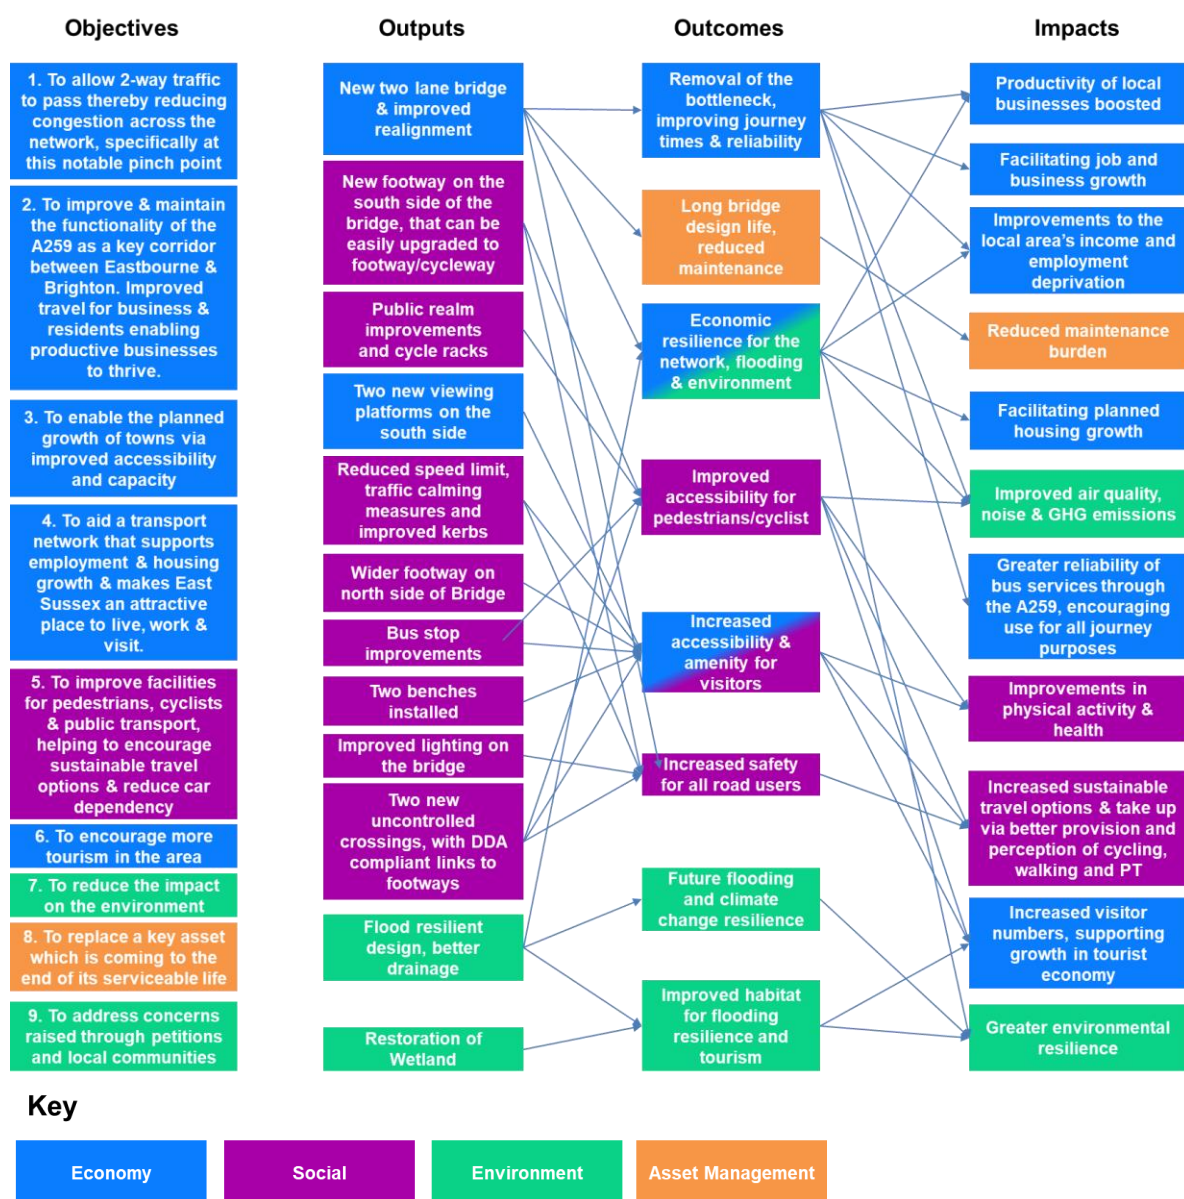 Objectives
Outputs
Outcomes
Impacts
1. To allow 2-way traffic
to pass thereby reducing
congestion across the
network, specifically at
this notable pinch point
2. To improve & maintain
the functionality of the
A259 as a key corridor
between Eastbourne &
Brighton. Improved
travel for business &
residents enabling
productive businesses
to thrive.
3. To enable the planned
growth of towns via
improved accessibility
and capacity
4. To aid a transport
network that supports
employment & housing
growth & makes East
Sussex an attractive
place to live, work &
visit.
5. To improve facilities
for pedestrians, cyclists
& public transport,
helping to encourage
sustainable travel
options & reduce car
dependency
6. To encourage more
tourism in the area
7. To reduce the impact
on the environment
8. To replace a key asset
which is coming to the
end of its serviceable life
9. To address concerns
raised through petitions
and local communities
New two lane bridge
& improved
realignment
New footway on the
south side of the
bridge, that can be
easily upgraded to
footway/cycleway
Public realm
improvements
and cycle racks
Two new viewing
platforms on the
south side
Reduced speed limit,
traffic calming
measures and
improved kerbs
Wider footway on
north side of Bridge
Bus stop
improvements
Two benches
installed
Improved lighting on
the bridge
Two new
uncontrolled
crossings, with DDA
compliant links to
footways
Flood resilient
design, better
drainage
Restoration of
Wetland
Removal of the
bottleneck,
improving journey
times & reliability
Long bridge
design life,
reduced
maintenance
Economic
resilience for the
network, flooding
& environment
Improved
accessibility for
pedestrians/cyclist
Increased
accessibility &
amenity for
visitors
Increased safety
for all road users
Future flooding
and climate
change resilience
Improved habitat
for flooding
resilience and
tourism
Productivity of local
businesses boosted
Facilitating job and
business growth
Improvements to the
local area's income and
employment
deprivation
Reduced maintenance
burden
Facilitating planned
housing growth
Improved air quality,
noise & GHG emissions
Greater reliability of
bus services through
the A259, encouraging
use for all journey
purposes
Improvements in
physical activity &
health
Increased sustainable
travel options & take up
via better provision and
perception of cycling,
walking and PT
Increased visitor
numbers, supporting
growth in tourist
economy
Greater environmental
resilience
Key
Economy
Social
Environment
Asset Management